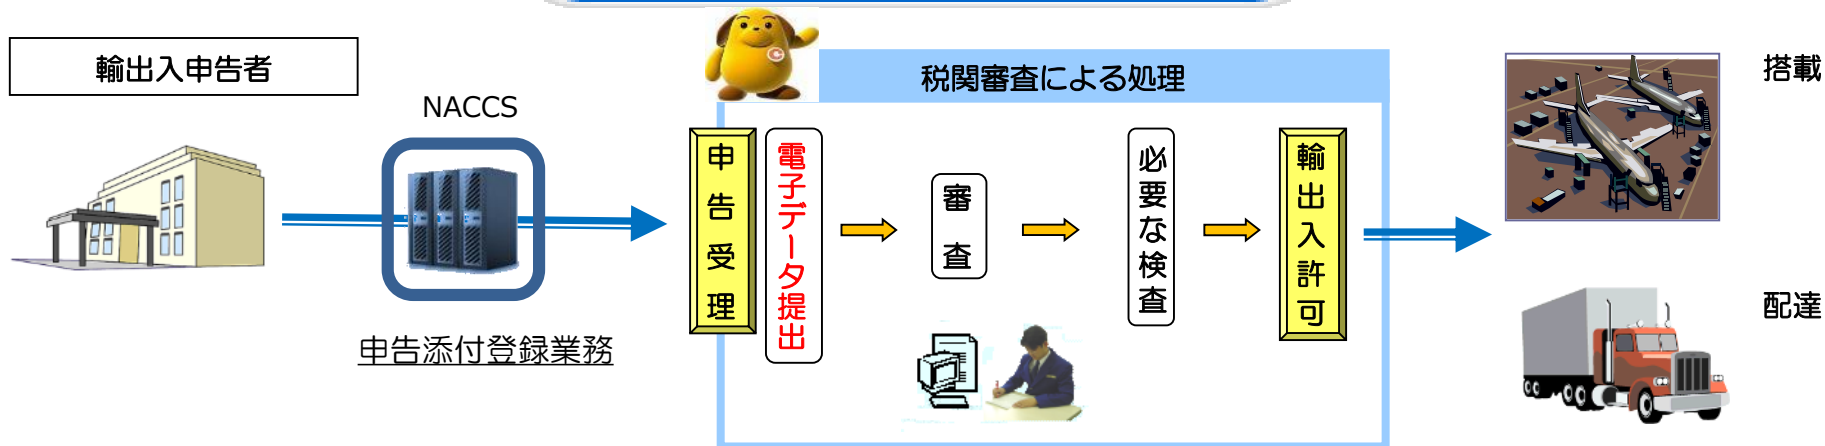 輸出入申告者
NACCS
申告添付登録業務
税関審査による処理
申告受理
電子データ提出
審査
必要な検査
輸出入許可
搭載
配達